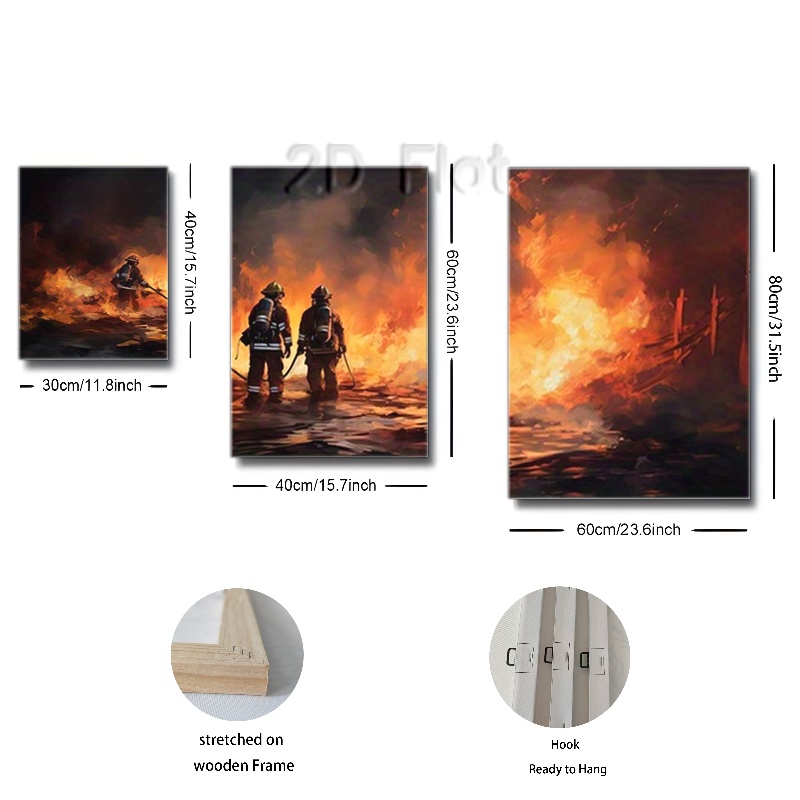 2D Flat
40cm/15.7inch
30cm/11.8inch
60cm/23.6inch
40cm/15.7inch
80cm/31.5inch
60cm/23.6inch
stretched on
wooden Frame
Hook
Ready to Hang